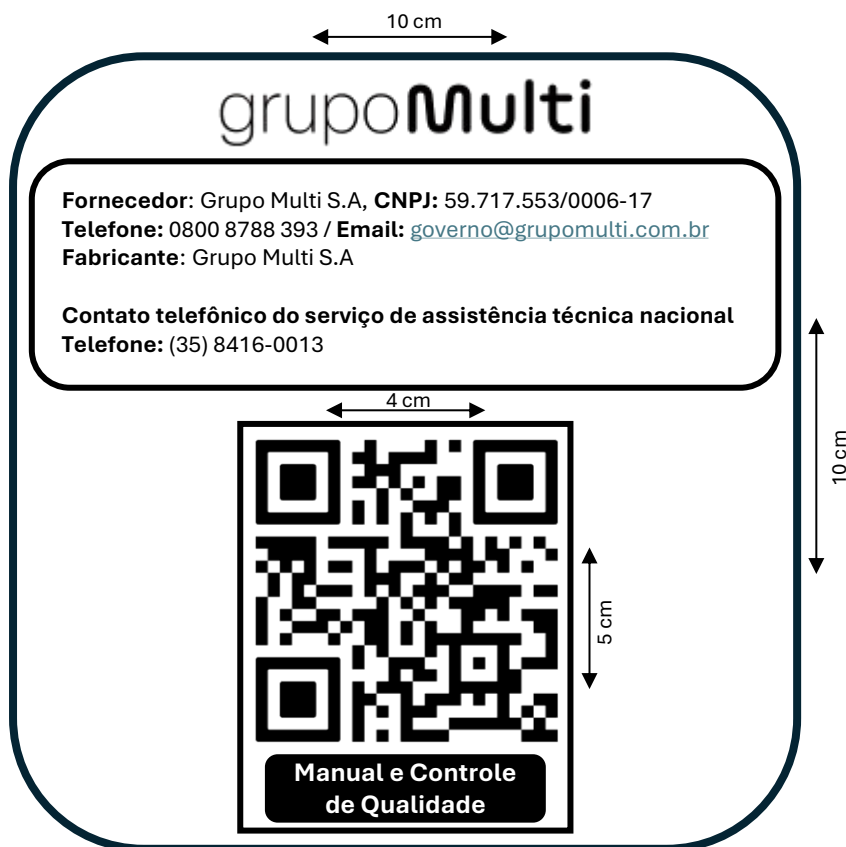 10 cm
grupoMulti
Fornecedor: Grupo Multi S.A, CNPJ: 59.717.553/0006-17
Telefone: 0800 8788 393 / Email: governo@grupomulti.com.br
Fabricante: Grupo Multi S.A
Contato telefônico do serviço de assistência técnica nacional
Telefone: (35) 8416-0013
4 cm
10 cm
5 cm
Manual e Controle
de Qualidade